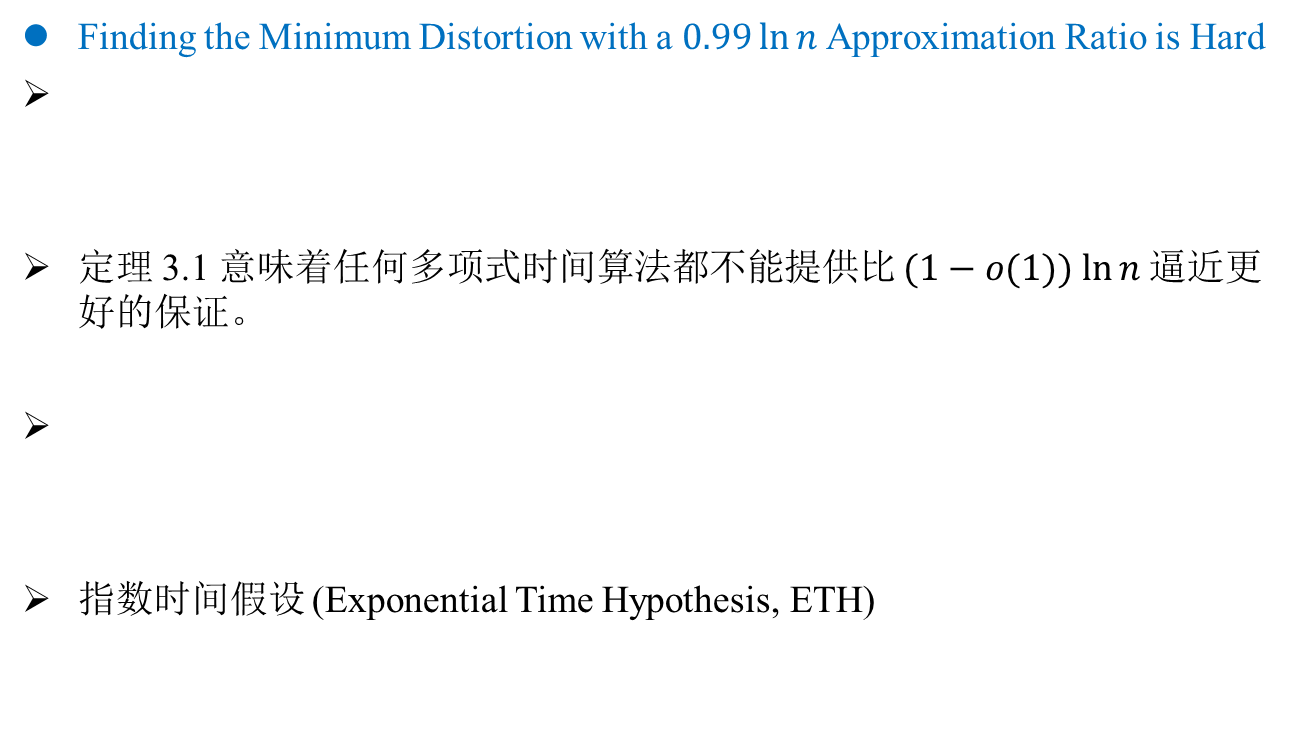 Finding the Minimum Distortion with a 0.99 ln n Approximation Ratio is Hard
定理 3.1 意味着任何多项式时间算法都不能提供比 (1 − o(1)) ln n 逼近更
好的保证。
指数时间假设 (Exponential Time Hypothesis, ETH)